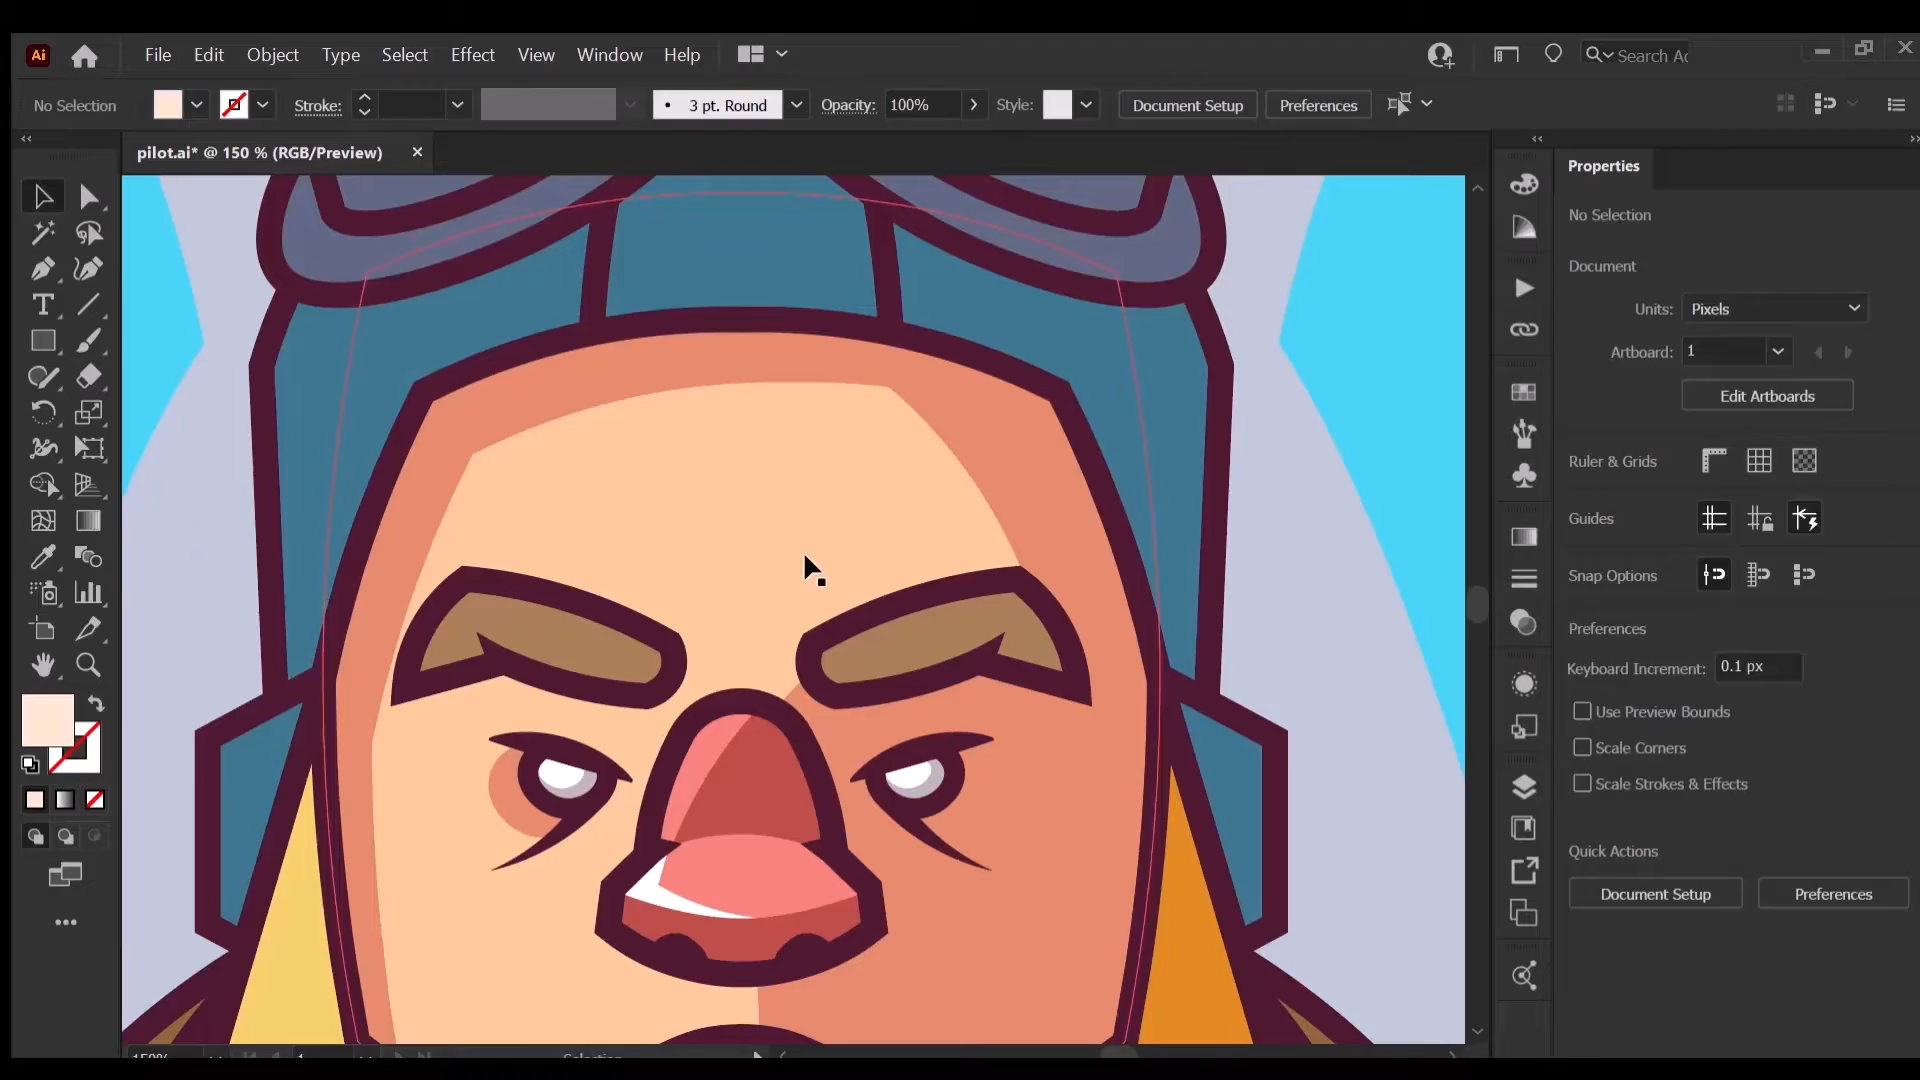 Ai File Edit Object Type Select Effect View Window Help
No Selection Stroke: 3 pt. Round Opacity: 100% Style: Document Setup Preferences
pilot.ai* @ 150 % (RGB/Preview)
Properties
No Selection
Document
Units: Pixels
Artboard: 1
Edit Artboards
Ruler & Grids
Guides
Snap Options
Preferences
Keyboard Increment: 0.1 px
Use Preview Bounds
Scale Corners
Scale Strokes & Effects
Quick Actions
Document Setup Preferences